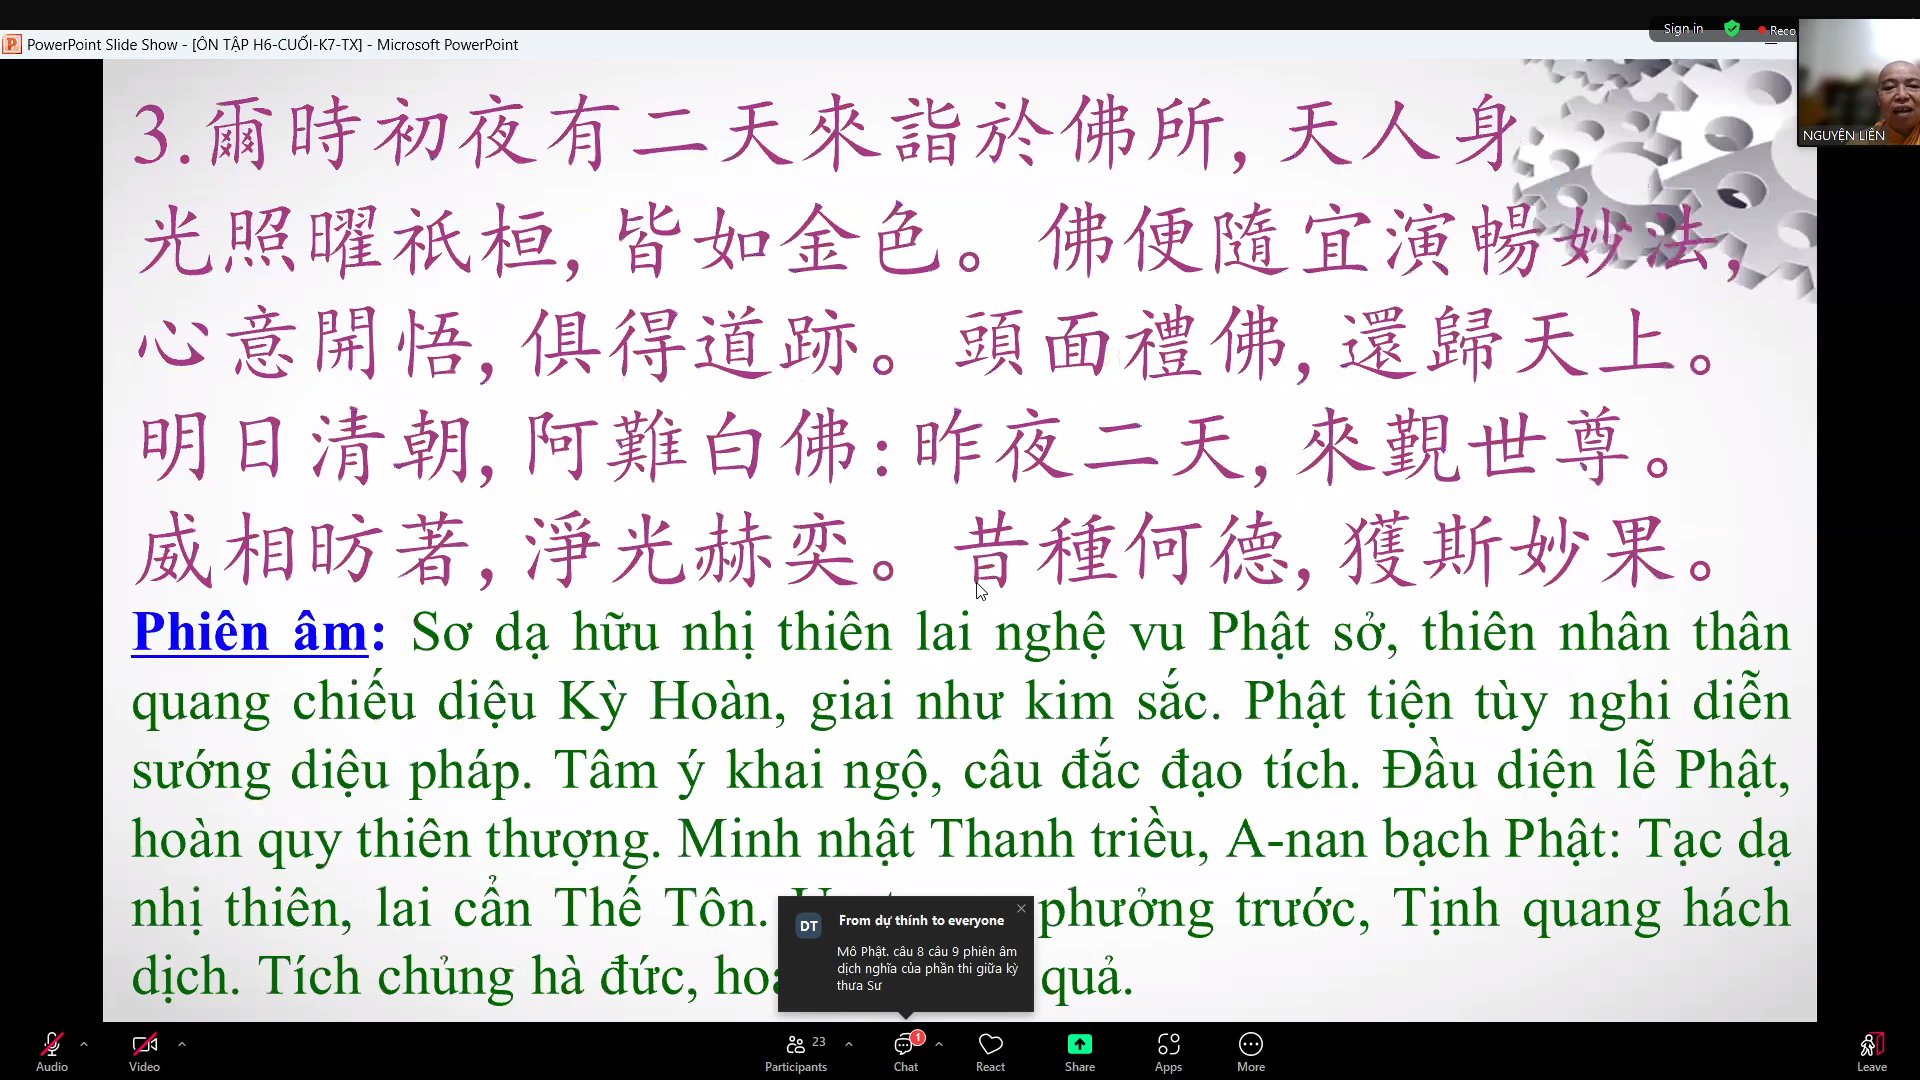 PowerPoint Slide Show - [ÔN TẬP H6-CUỐI-K7-TX] - Microsoft PowerPoint
Sign in
Reco
NGUYỆN LIÊN
3.爾時初夜有二天來詣於佛所,天人身
光照曜祇桓,皆如金色。佛便隨宜演暢妙法,
心意開悟,俱得道跡。頭面禮佛,還歸天上。
明日清朝,阿難白佛:昨夜二天,來覲世尊。
威相昉著,淨光赫奕。昔種何德,獲斯妙果。
Phiên âm: Sơ dạ hữu nhị thiên lai nghệ vu Phật sở, thiên nhân thân
quang chiếu diệu Kỳ Hoàn, giai như kim sắc. Phật tiện tùy nghi diễn
sướng diệu pháp. Tâm ý khai ngộ, câu đắc đạo tích. Đầu diện lễ Phật,
hoàn quy thiên thượng. Minh nhật Thanh triều, A-nan bạch Phật: Tạc dạ
nhị thiên, lai cẩn Thế Tôn. phưởng trước, Tịnh quang hách
dịch. Tích chủng hà đức, quả.
DT
From dự thính to everyone
Mô Phật. câu 8 câu 9 phiên âm
dịch nghĩa của phần thi giữa kỳ
thưa Sư
Audio
Video
23
Participants
1
Chat
React
Share
Apps
More
Leave